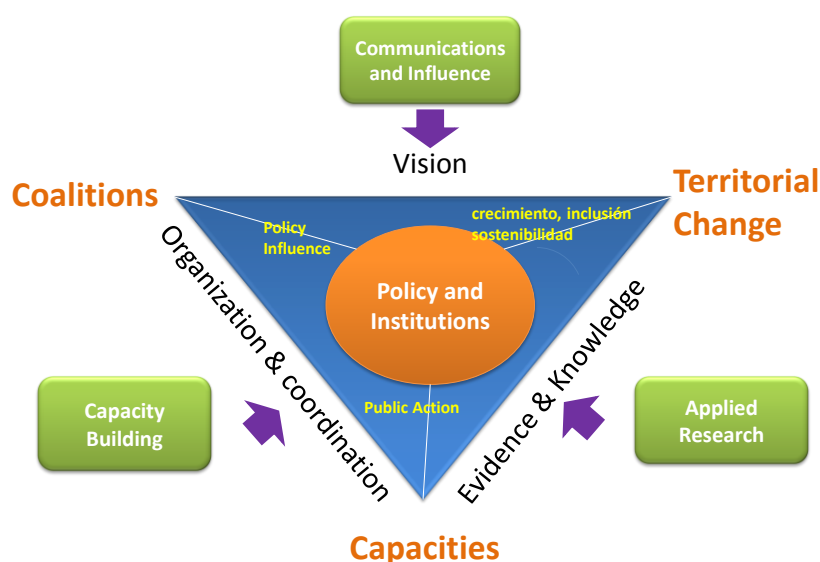 Communications
and Influence
Vision
Coalitions
Territorial
Change
Policy
Influence
crecimiento, inclusión
sostenibilidad
Policy and
Institutions
Organization & coordination
Evidence & Knowledge
Capacity
Building
Public Action
Applied
Research
Capacities